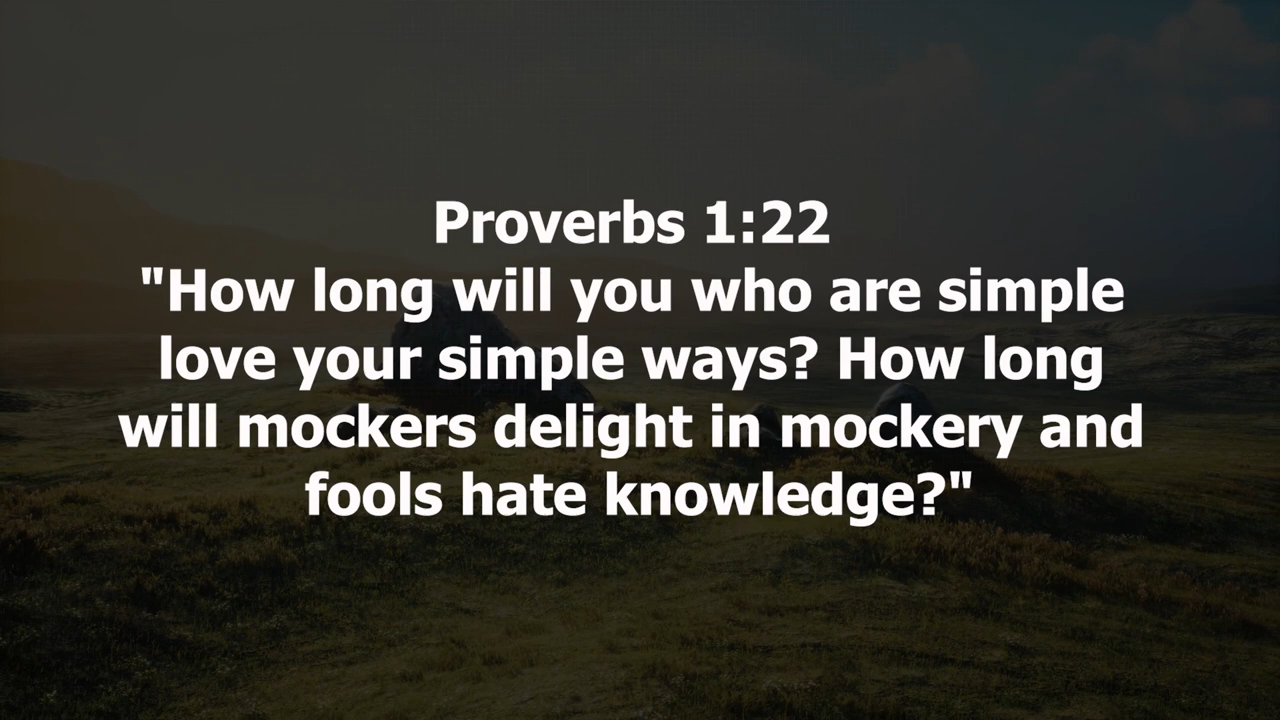 Proverbs 1:22
"How long will you who are simple
love your simple ways? How long
will mockers delight in mockery and
fools hate knowledge?"